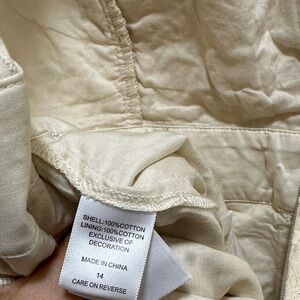 SHELL:100%COTTON
LINING:100%COTTON
EXCLUSIVE OF
DECORATION
MADE IN CHINA
14
CARE ON REVERSE